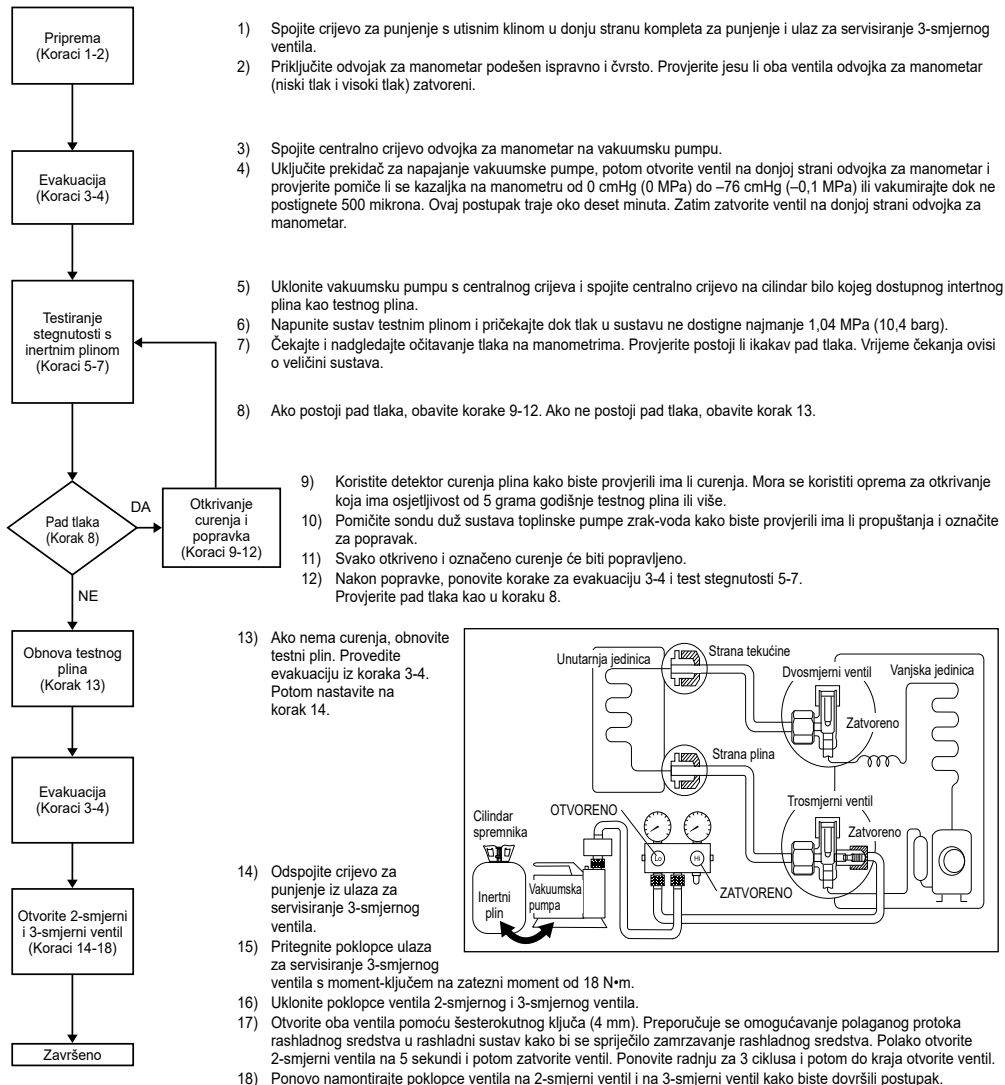 Priprema
(Koraci 1-2)
1) Spojite crijevo za punjenje s utisnim klinom u donju stranu kompleta za punjenje i ulaz za servisiranje 3-smjernog
ventila.
2) Priključite odvojak za manometar podešen ispravno i čvrsto. Provjerite jesu li oba ventila odvojka za manometar
(niski tlak i visoki tlak) zatvoreni.
Evakuacija
(Koraci 3-4)
3) Spojite centralno crijevo odvojka za manometar na vakuumsku pumpu.
4) Uključite prekidač za napajanje vakuumske pumpe, potom otvorite ventil na donjoj strani odvojka za manometar i
provjerite pomiče li se kazaljka na manometru od 0 cmHg (0 MPa) do –76 cmHg (–0,1 MPa) ili vakumirajte dok ne
postignete 500 mikrona. Ovaj postupak traje oko deset minuta. Zatim zatvorite ventil na donjoj strani odvojka za
manometar.
Testiranje
stegnutosti s
inertnim plinom
(Koraci 5-7)
5) Uklonite vakuumsku pumpu s centralnog crijeva i spojite centralno crijevo na cilindar bilo kojeg dostupnog intertnog
plina kao testnog plina.
6) Napunite sustav testnim plinom i pričekajte dok tlak u sustavu ne dostigne najmanje 1,04 MPa (10,4 barg).
7) Čekajte i nadgledajte očitavanje tlaka na manometrima. Provjerite postoji li ikakav pad tlaka. Vrijeme čekanja ovisi
o veličini sustava.
8) Ako postoji pad tlaka, obavite korake 9-12. Ako ne postoji pad tlaka, obavite korak 13.
Pad tlaka
(Korak 8)
DA
NE
Otkrivanje
curenja i
popravka
(Koraci 9-12)
9) Koristite detektor curenja plina kako biste provjerili ima li curenja. Mora se koristiti oprema za otkrivanje
koja ima osjetljivost od 5 grama godišnje testnog plina ili više.
10) Pomičite sondu duž sustava toplinske pumpe zrak-voda kako biste provjerili ima li propuštanja i označite
za popravak.
11) Svako otkriveno i označeno curenje će biti popravljeno.
12) Nakon popravke, ponovite korake za evakuaciju 3-4 i test stegnutosti 5-7.
Provjerite pad tlaka kao u koraku 8.
Obnova testnog
plina
(Korak 13)
13) Ako nema curenja, obnovite
testni plin. Provedite
evakuaciju iz koraka 3-4.
Potom nastavite na
korak 14.
Unutarnja jedinica
Strana tekućine
Dvosmjerni ventil
Vanjska jedinica
Zatvoreno
Strana plina
Trosmjerni ventil
Zatvoreno
OTVORENO
Cilindar
spremnika
Lo
Hi
ZATVORENO
Inertni
plin
Vakuumska
pumpa
Evakuacija
(Koraci 3-4)
Otvorite 2-smjerni
i 3-smjerni ventil
(Koraci 14-18)
14) Odspojite crijevo za
punjenje iz ulaza za
servisiranje 3-smjernog
ventila.
15) Pritegnite poklopce ulaza
za servisiranje 3-smjernog
ventila s moment-ključem na zatezni moment od 18 N•m.
16) Uklonite poklopce ventila 2-smjernog i 3-smjernog ventila.
17) Otvorite oba ventila pomoću šesterokutnog ključa (4 mm). Preporučuje se omogućavanje polaganog protoka
rashladnog sredstva u rashladni sustav kako bi se spriječilo zamrzavanje rashladnog sredstva. Polako otvorite
2-smjerni ventila na 5 sekundi i potom zatvorite ventil. Ponovite radnju za 3 ciklusa i potom do kraja otvorite ventil.
18) Ponovo namontirajte poklopce ventila na 2-smjerni ventil i na 3-smjerni ventil kako biste dovršili postupak.
Završeno